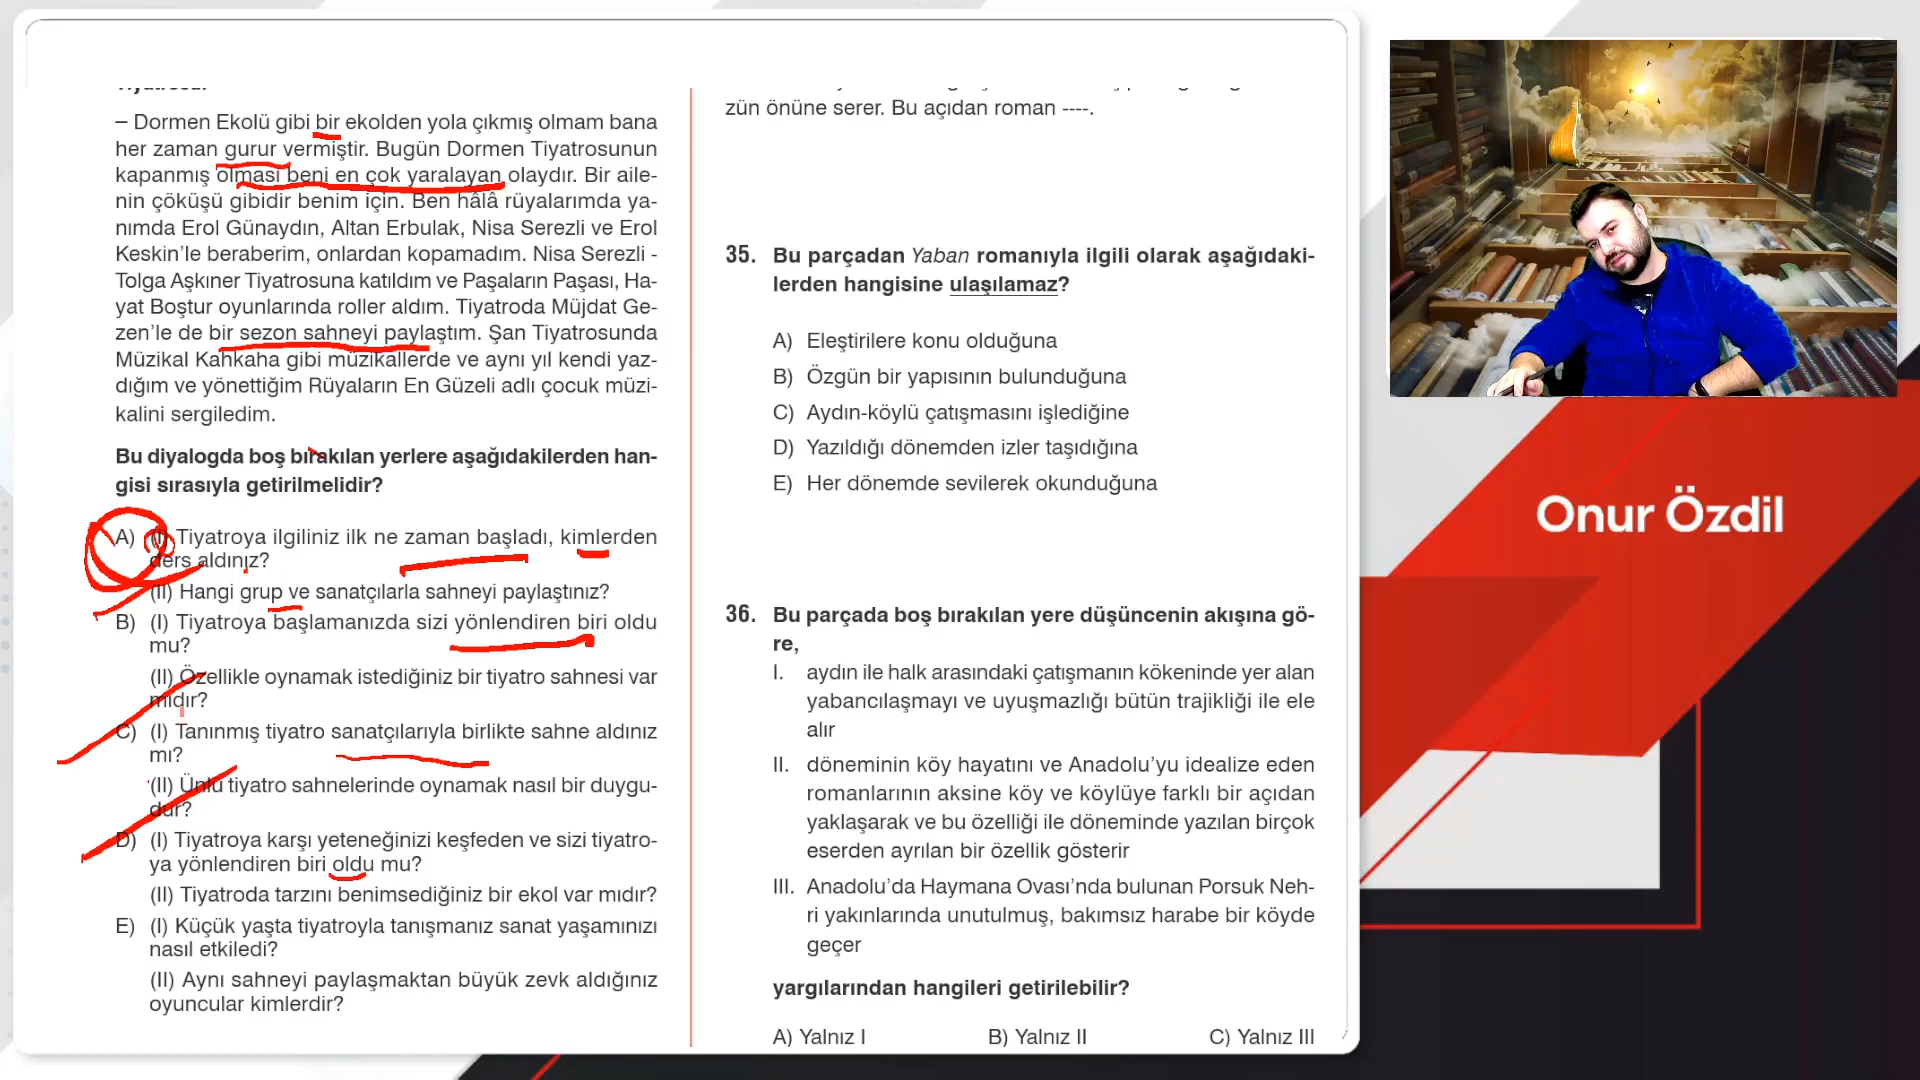 – Dormen Ekolü gibi bir ekolden yola çıkmış olmam bana
her zaman gurur vermiştir. Bugün Dormen Tiyatrosunun
kapanmış olması beni en çok yaralayan olaydır. Bir aile-
nin çöküşü gibidir benim için. Ben hâlâ rüyalarımda ya-
nımda Erol Günaydın, Altan Erbulak, Nisa Serezli ve Erol
Keskin’le beraberim, onlardan kopamadım. Nisa Serezli -
Tolga Aşkıner Tiyatrosuna katıldım ve Paşaların Paşası, Ha-
yat Boştur oyunlarında roller aldım. Tiyatroda Müjdat Ge-
zen’le de bir sezon sahneyi paylaştım. Şan Tiyatrosunda
Müzikal Kahkaha gibi müzikallerde ve aynı yıl kendi yaz-
dığım ve yönettiğim Rüyaların En Güzeli adlı çocuk müzi-
kalini sergiledim.
Bu diyalogda boş bırakılan yerlere aşağıdakilerden han-
gisi sırasıyla getirilmelidir?
A) (I) Tiyatroya ilgiliniz ilk ne zaman başladı, kimlerden
ders aldınız?
(II) Hangi grup ve sanatçılarla sahneyi paylaştınız?
B) (I) Tiyatroya başlamanızda sizi yönlendiren biri oldu
mu?
(II) Özellikle oynamak istediğiniz bir tiyatro sahnesi var
mıdır?
C) (I) Tanınmış tiyatro sanatçılarıyla birlikte sahne aldınız
mı?
(II) Ünlü tiyatro sahnelerinde oynamak nasıl bir duygu-
dur?
D) (I) Tiyatroya karşı yeteneğinizi keşfeden ve sizi tiyatro-
ya yönlendiren biri oldu mu?
(II) Tiyatroda tarzını benimsediğiniz bir ekol var mıdır?
E) (I) Küçük yaşta tiyatroyla tanışmanız sanat yaşamınızı
nasıl etkiledi?
(II) Aynı sahneyi paylaşmaktan büyük zevk aldığınız
oyuncular kimlerdir?
zün önüne serer. Bu açıdan roman ----.
35. Bu parçadan Yaban romanıyla ilgili olarak aşağıdaki-
lerden hangisine ulaşılamaz?
A) Eleştirilere konu olduğuna
B) Özgün bir yapısının bulunduğuna
C) Aydın-köylü çatışmasını işlediğine
D) Yazıldığı dönemden izler taşıdığına
E) Her dönemde sevilerek okunduğuna
36. Bu parçada boş bırakılan yere düşüncenin akışına gö-
re,
I. aydın ile halk arasındaki çatışmanın kökeninde yer alan
yabancılaşmayı ve uyuşmazlığı bütün trajikliği ile ele
alır
II. döneminin köy hayatını ve Anadolu’yu idealize eden
romanlarının aksine köy ve köylüye farklı bir açıdan
yaklaşarak ve bu özelliği ile döneminde yazılan birçok
eserden ayrılan bir özellik gösterir
III. Anadolu’da Haymana Ovası’nda bulunan Porsuk Neh-
ri yakınlarında unutulmuş, bakımsız harabe bir köyde
geçer
yargılarından hangileri getirilebilir?
A) Yalnız I B) Yalnız II C) Yalnız III
Onur Özdil